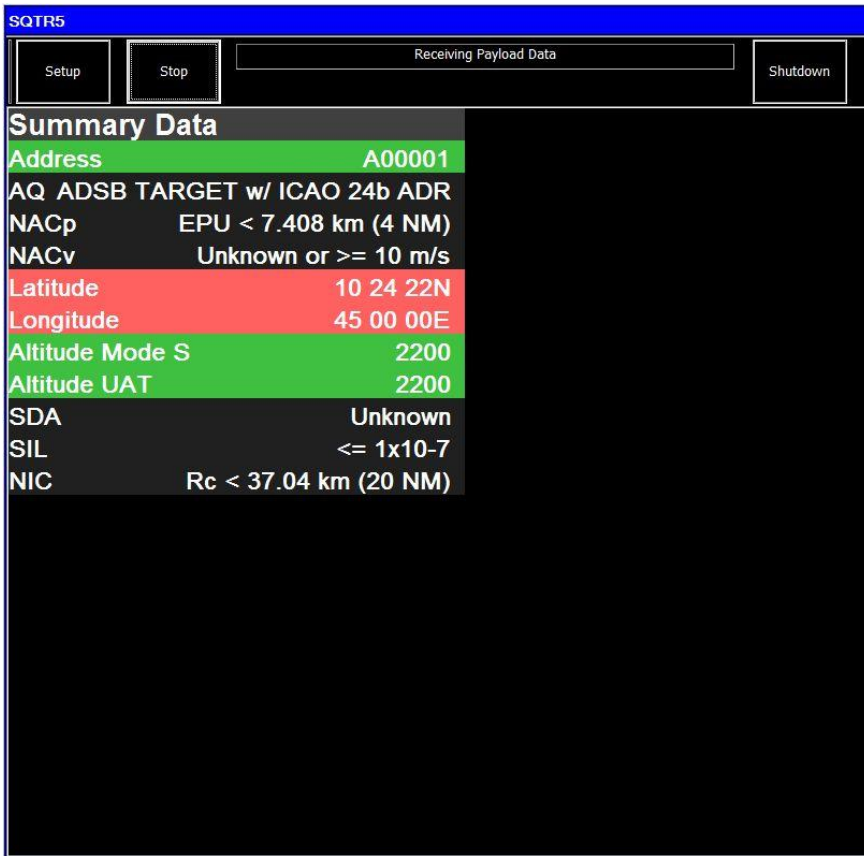 SQTR5
Setup Stop Receiving Payload Data Shutdown
Summary Data
Address A00001
AQ ADSB TARGET w/ ICAO 24b ADR
NACp EPU < 7.408 km (4 NM)
NACv Unknown or >= 10 m/s
Latitude 10 24 22N
Longitude 45 00 00E
Altitude Mode S 2200
Altitude UAT 2200
SDA Unknown
SIL <= 1x10-7
NIC Rc < 37.04 km (20 NM)